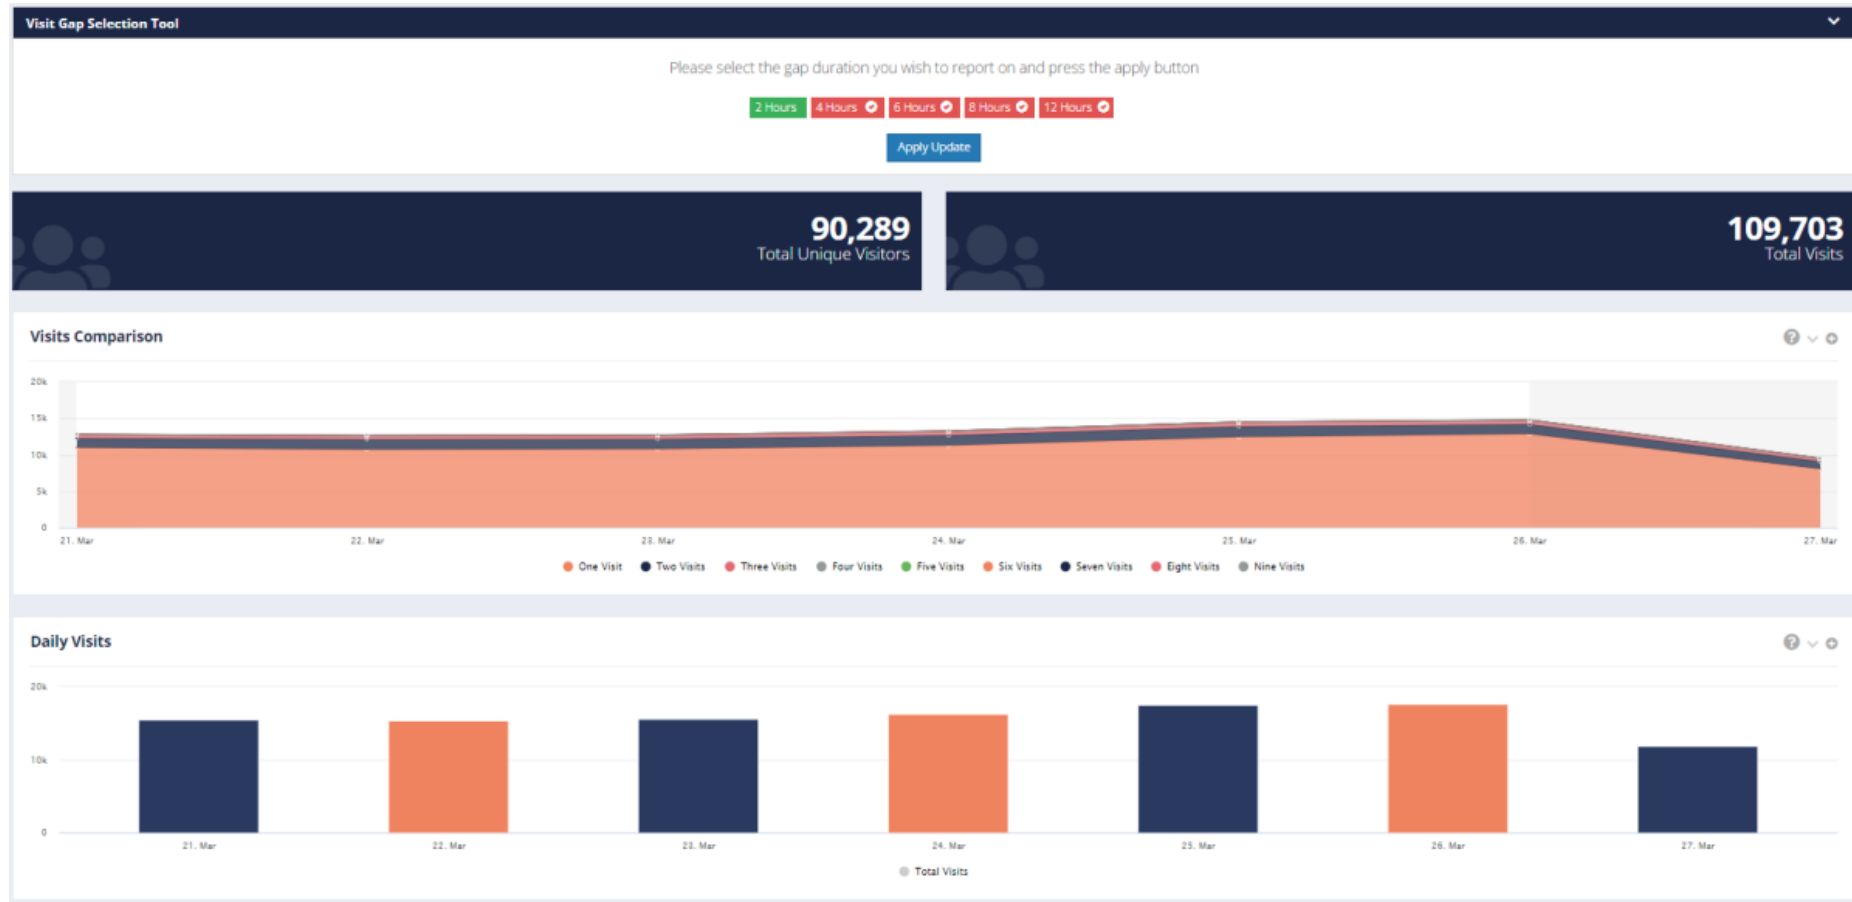 Visit Gap Selection Tool
Please select the gap duration you wish to report on and press the apply button
2 Hours 4 Hours 6 Hours 8 Hours 12 Hours
Apply Update
90,289
Total Unique Visitors
109,703
Total Visits
Visits Comparison
20k
15k
10k
5k
0
21. Mar 22. Mar 23. Mar 24. Mar 25. Mar 26. Mar 27. Mar
One Visit Two Visits Three Visits Four Visits Five Visits Six Visits Seven Visits Eight Visits Nine Visits
Daily Visits
20k
10k
0
21. Mar 22. Mar 23. Mar 24. Mar 25. Mar 26. Mar 27. Mar
Total Visits